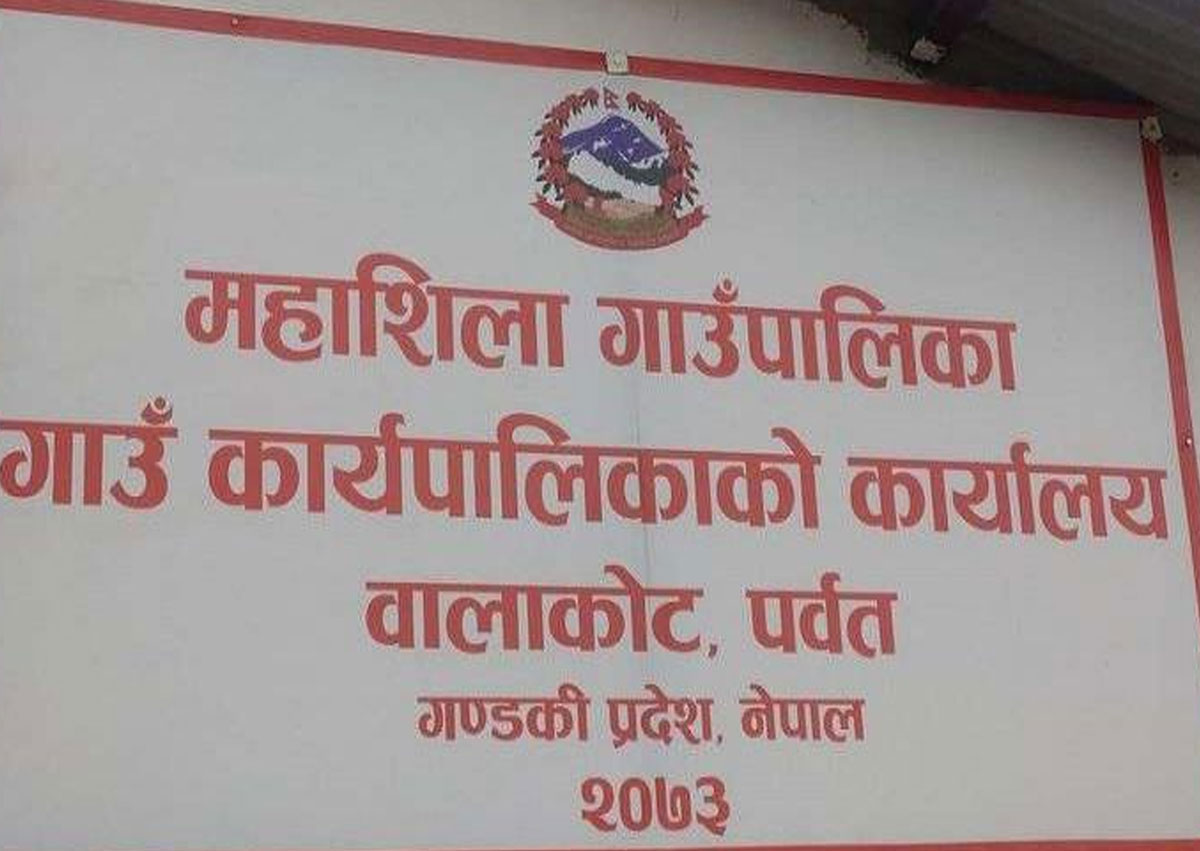 महाशिला गाउँपालिका
गाउँ कार्यपालिकाको कार्यालय
वालाकोट, पर्वत
गण्डकी प्रदेश, नेपाल
२०७३